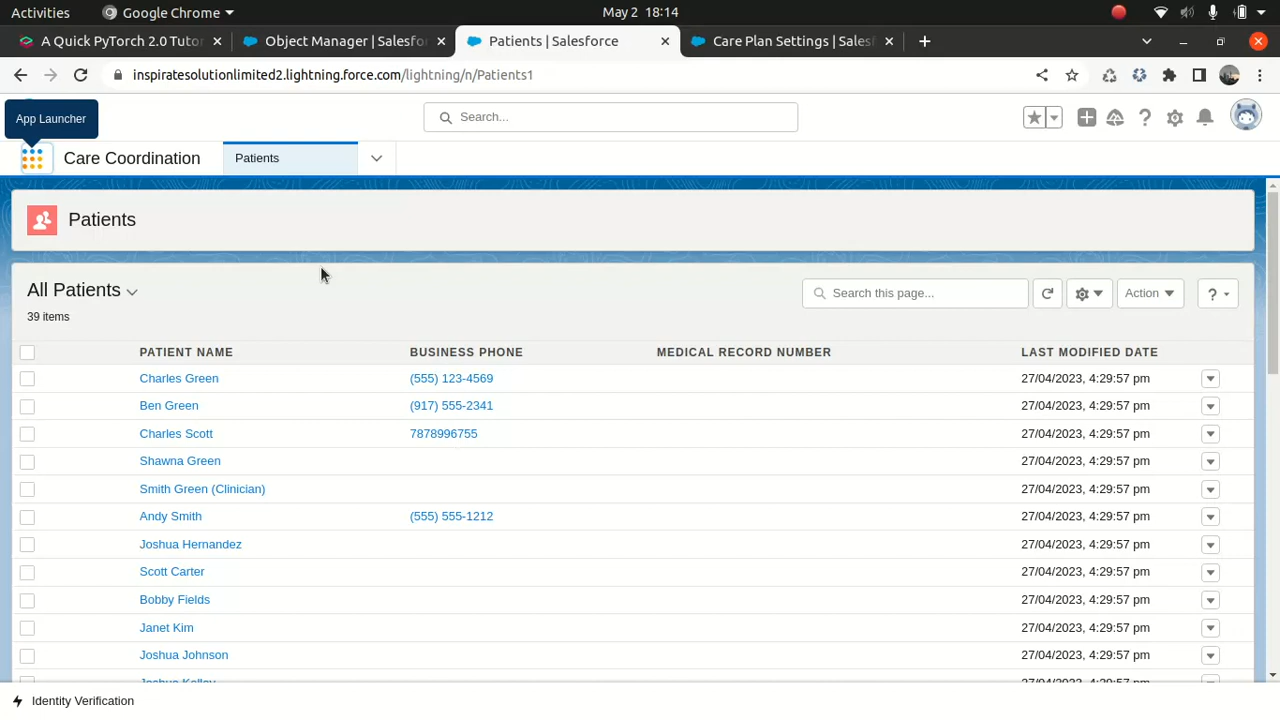 Activities Google Chrome May 2 18:14
A Quick PyTorch 2.0 Tutor Object Manager | Salesfo Patients | Salesforce Care Plan Settings | Salesf
inspiratesolutionlimited2.lightning.force.com/lightning/n/Patients1
App Launcher Search...
Care Coordination Patients
Patients
All Patients Search this page... Action ?
39 items
PATIENT NAME BUSINESS PHONE MEDICAL RECORD NUMBER LAST MODIFIED DATE
Charles Green (555) 123-4569 27/04/2023, 4:29:57 pm
Ben Green (917) 555-2341 27/04/2023, 4:29:57 pm
Charles Scott 7878996755 27/04/2023, 4:29:57 pm
Shawna Green 27/04/2023, 4:29:57 pm
Smith Green (Clinician) 27/04/2023, 4:29:57 pm
Andy Smith (555) 555-1212 27/04/2023, 4:29:57 pm
Joshua Hernandez 27/04/2023, 4:29:57 pm
Scott Carter 27/04/2023, 4:29:57 pm
Bobby Fields 27/04/2023, 4:29:57 pm
Janet Kim 27/04/2023, 4:29:57 pm
Joshua Johnson 27/04/2023, 4:29:57 pm
Identity Verification